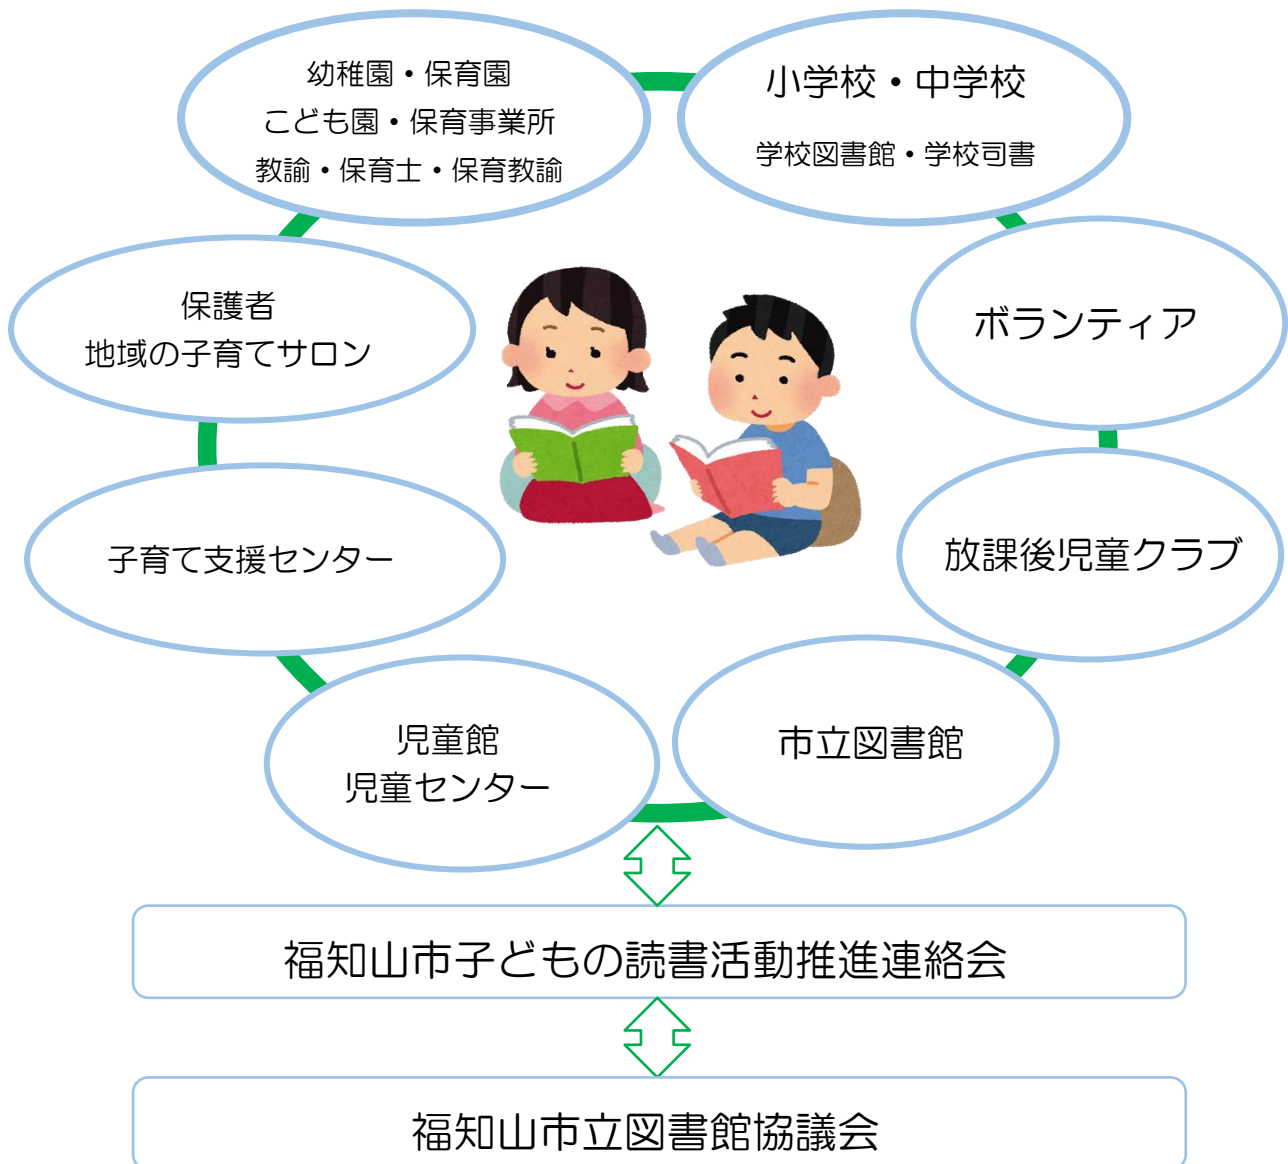 幼稚園・保育園
こども園・保育事業所
教諭・保育士・保育教諭
小学校・中学校
学校図書館・学校司書
保護者
地域の子育てサロン
ボランティア
子育て支援センター
放課後児童クラブ
児童館
児童センター
市立図書館
福知山市子どもの読書活動推進連絡会
福知山市立図書館協議会